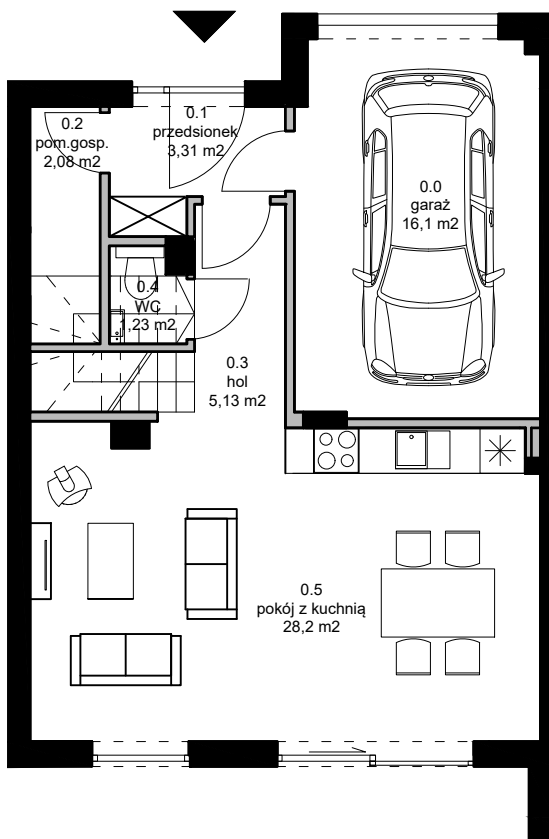 0.1
przedsionek
3,31 m2
0.2
pom.gosp.
2,08 m2
0.0
garaż
16,1 m2
0.4
WC
,23 m2
0.3
hol
5,13 m2
0.5
pokój z kuchnią
28,2 m2